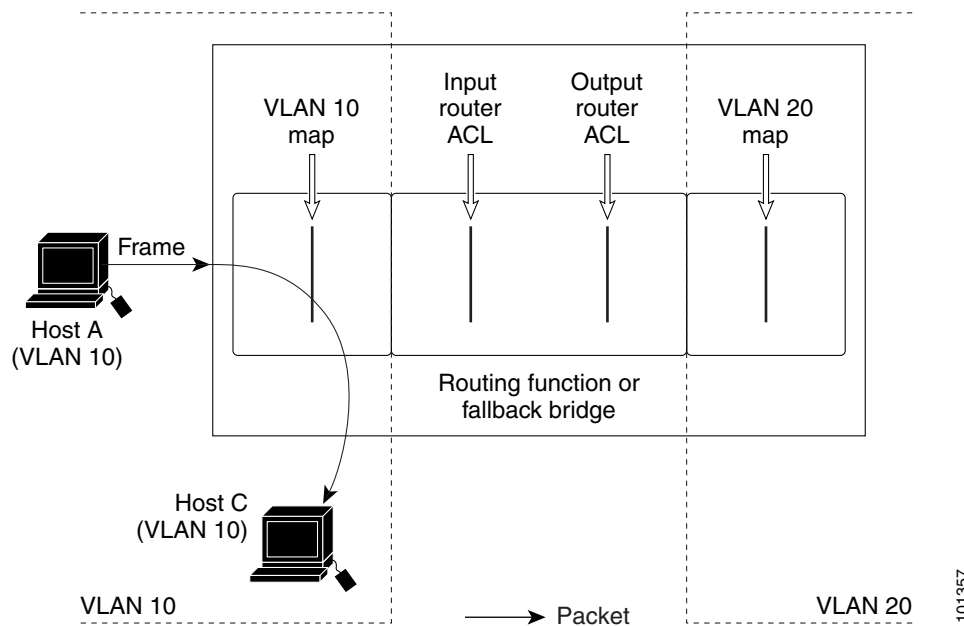 VLAN 10
map
Input
router
ACL
Output
router
ACL
VLAN 20
map
Frame
Host A
(VLAN 10)
Routing function or
fallback bridge
Host C
(VLAN 10)
VLAN 10
Packet
VLAN 20
101357